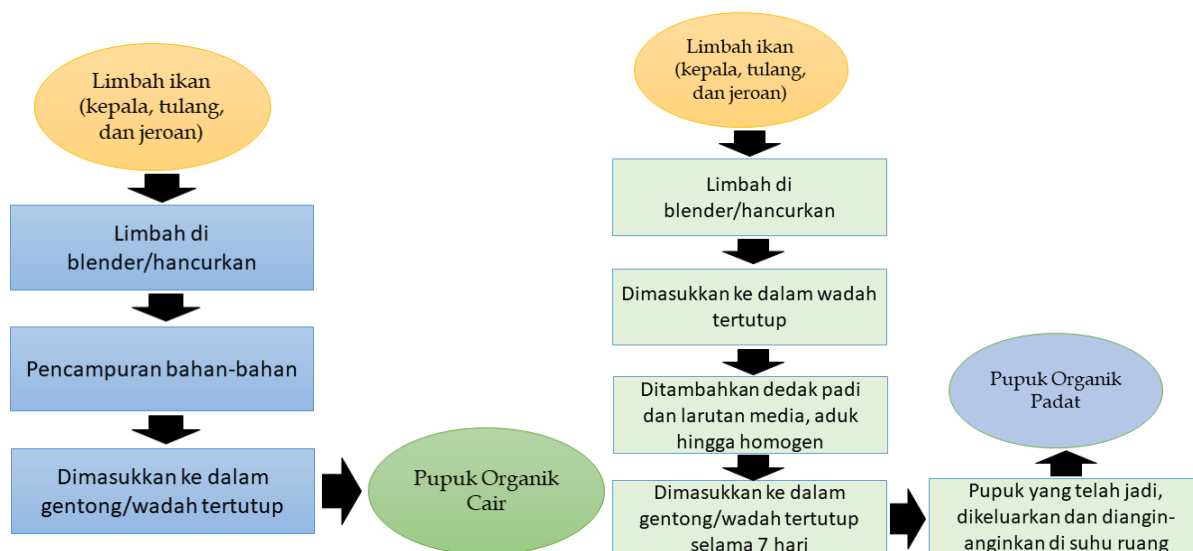 Limbah ikan
(kepala, tulang,
dan jeroan)
Limbah di
blender/hancurkan
Pencampuran bahan-bahan
Dimasukkan ke dalam
gentong/wadah tertutup
Pupuk Organik
Cair
Limbah ikan
(kepala, tulang,
dan jeroan)
Limbah di
blender/hancurkan
Dimasukkan ke dalam wadah
tertutup
Ditambahkan dedak padi
dan larutan media, aduk
hingga homogen
Dimasukkan ke dalam
gentong/wadah tertutup
selama 7 hari
Pupuk yang telah jadi,
dikeluarkan dan diangin-
anginkan di suhu ruang
Pupuk Organik
Padat